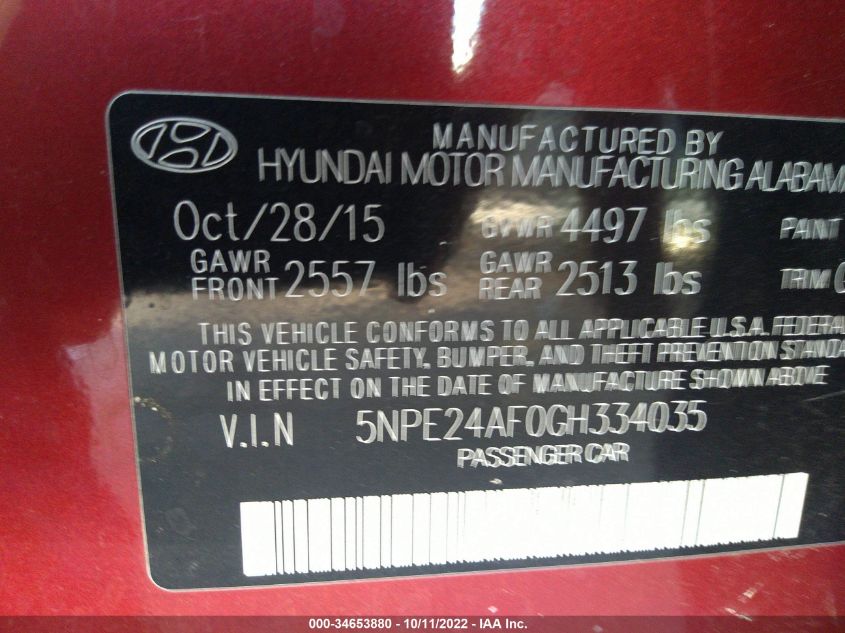 MANUFACTURED BY
HYUNDAI MOTOR MANUFACTURING ALABAMA
Oct/28/15 GVWR 4497 lbs PAINT
GAWR FRONT 2557 lbs GAWR REAR 2513 lbs TRIM
THIS VEHICLE CONFORMS TO ALL APPLICABLE U.S.A. FEDERAL
MOTOR VEHICLE SAFETY, BUMPER, AND THEFT PREVENTION STANDA
IN EFFECT ON THE DATE OF MANUFACTURE SHOWN ABOVE
V.I.N 5NPE24AF0GH334035
PASSENGER CAR
000-34653880 - 10/11/2022 - IAA Inc.